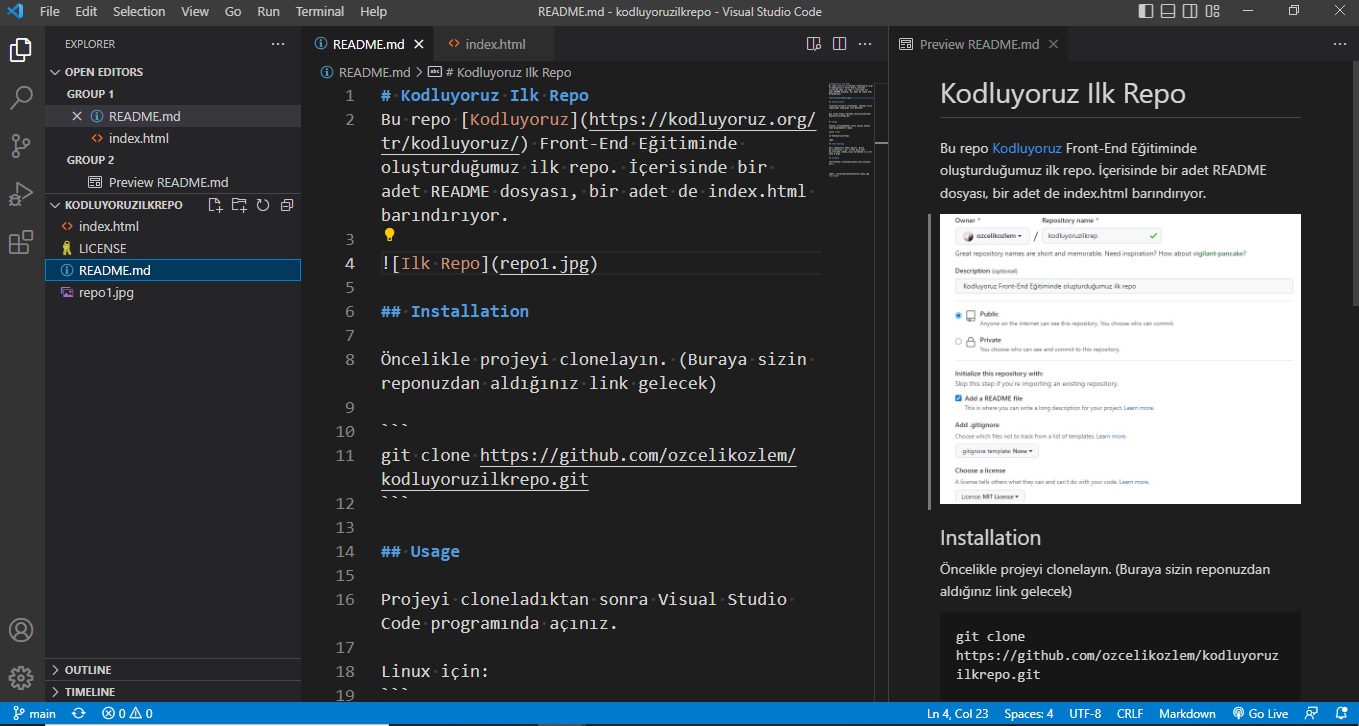 File Edit Selection View Go Run Terminal Help README.md - kodluyoruzilkrepo - Visual Studio Code
EXPLORER
OPEN EDITORS
GROUP 1
README.md
index.html
GROUP 2
Preview README.md
KODLUYORUZILKREPO
index.html
LICENSE
README.md
repo1.jpg
OUTLINE
TIMELINE
README.md index.html
README.md > # Kodluyoruz Ilk Repo
1 # Kodluyoruz Ilk Repo
2 Bu repo [Kodluyoruz](https://kodluyoruz.org/
tr/kodluyoruz/) Front-End Eğitiminde
oluşturduğumuz ilk repo. İçerisinde bir
adet README dosyası, bir adet de index.html
barındırıyor.
3
4 ![Ilk Repo](repo1.jpg)
5
6 ## Installation
7
8 Öncelikle projeyi clonelayın. (Buraya sizin
reponuzdan aldığınız link gelecek)
9
10 ```
11 git clone https://github.com/ozcelikozlem/
kodluyoruzilkrepo.git
12 ```
13
14 ## Usage
15
16 Projeyi cloneladıktan sonra Visual Studio
Code programında açınız.
17
18 Linux için:
19 ```
Preview README.md
Kodluyoruz Ilk Repo
Bu repo Kodluyoruz Front-End Eğitiminde
oluşturduğumuz ilk repo. İçerisinde bir adet README
dosyası, bir adet de index.html barındırıyor.
Owner * Repository name *
ozcelikozlem / kodluyoruzilkrep
Great repository names are short and memorable. Need inspiration? How about vigilant-pancake?
Description (optional)
Kodluyoruz Front-End Eğitiminde oluşturduğumuz ilk repo
Public
Anyone on the internet can see this repository. You choose who can commit.
Private
You choose who can see and commit to this repository.
Initialize this repository with:
Skip this step if you're importing an existing repository.
Add a README file
This is where you can write a long description for your project. Learn more.
Add .gitignore
Choose which files not to track from a list of templates. Learn more.
.gitignore template: None
Choose a license
A license tells others what they can and can't do with your code. Learn more.
License: MIT License
Installation
Öncelikle projeyi clonelayın. (Buraya sizin reponuzdan
aldığınız link gelecek)
git clone
https://github.com/ozcelikozlem/kodluyoruz
ilkrepo.git
main 0 0 Ln 4, Col 23 Spaces: 4 UTF-8 CRLF Markdown Go Live